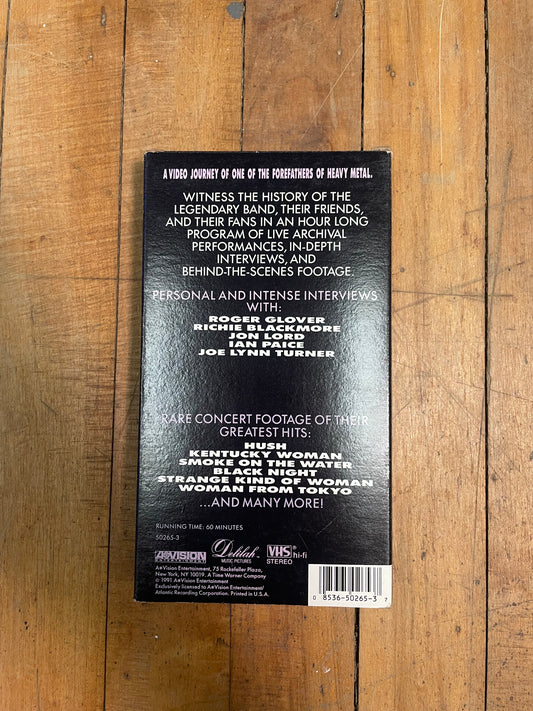 A VIDEO JOURNEY OF ONE OF THE FOREFATHERS OF HEAVY METAL.
WITNESS THE HISTORY OF THE
LEGENDARY BAND, THEIR FRIENDS,
AND THEIR FANS IN AN HOUR LONG
PROGRAM OF LIVE ARCHIVAL
PERFORMANCES, IN-DEPTH
INTERVIEWS, AND
BEHIND-THE-SCENES FOOTAGE.
PERSONAL AND INTENSE INTERVIEWS
WITH:
ROGER GLOVER
RICHIE BLACKMORE
JON LORD
IAN PAICE
JOE LYNN TURNER
RARE CONCERT FOOTAGE OF THEIR
GREATEST HITS:
HUSH
KENTUCKY WOMAN
SMOKE ON THE WATER
BLACK NIGHT
STRANGE KIND OF WOMAN
WOMAN FROM TOKYO
...AND MANY MORE!
RUNNING TIME: 60 MINUTES
50265-3
A★VISION
ENTERTAINMENT
Delilah
MUSIC PICTURES
VHS hi-fi
STEREO
A★Vision Entertainment, 75 Rockefeller Plaza,
New York, NY 10019. A Time Warner Company
© 1991 A★Vision Entertainment
Exclusively licensed to A★Vision Entertainment/
Atlantic Recording Corporation. Printed in U.S.A.
0 8536-50265-3 7